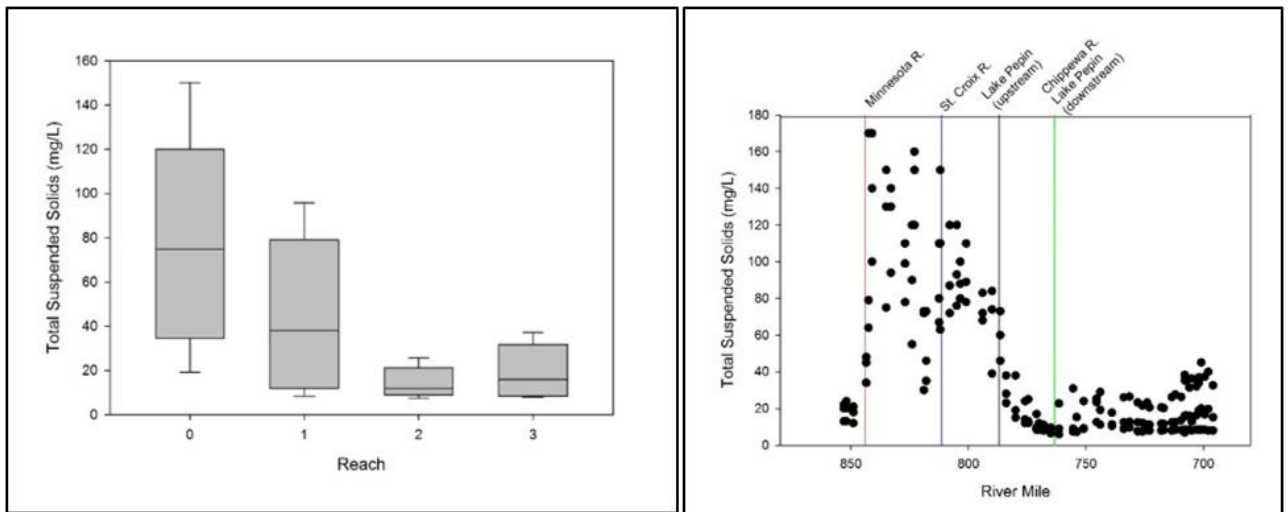 160
140
120
100
80
60
40
20
0
Total Suspended Solids (mg/L)
0 1 2 3
Reach
Minnesota R.
St. Croix R.
Lake Pepin
(upstream)
Chippewa R.
Lake Pepin
(downstream)
180
160
140
120
100
80
60
40
20
0
Total Suspended Solids (mg/L)
850 800 750 700
River Mile